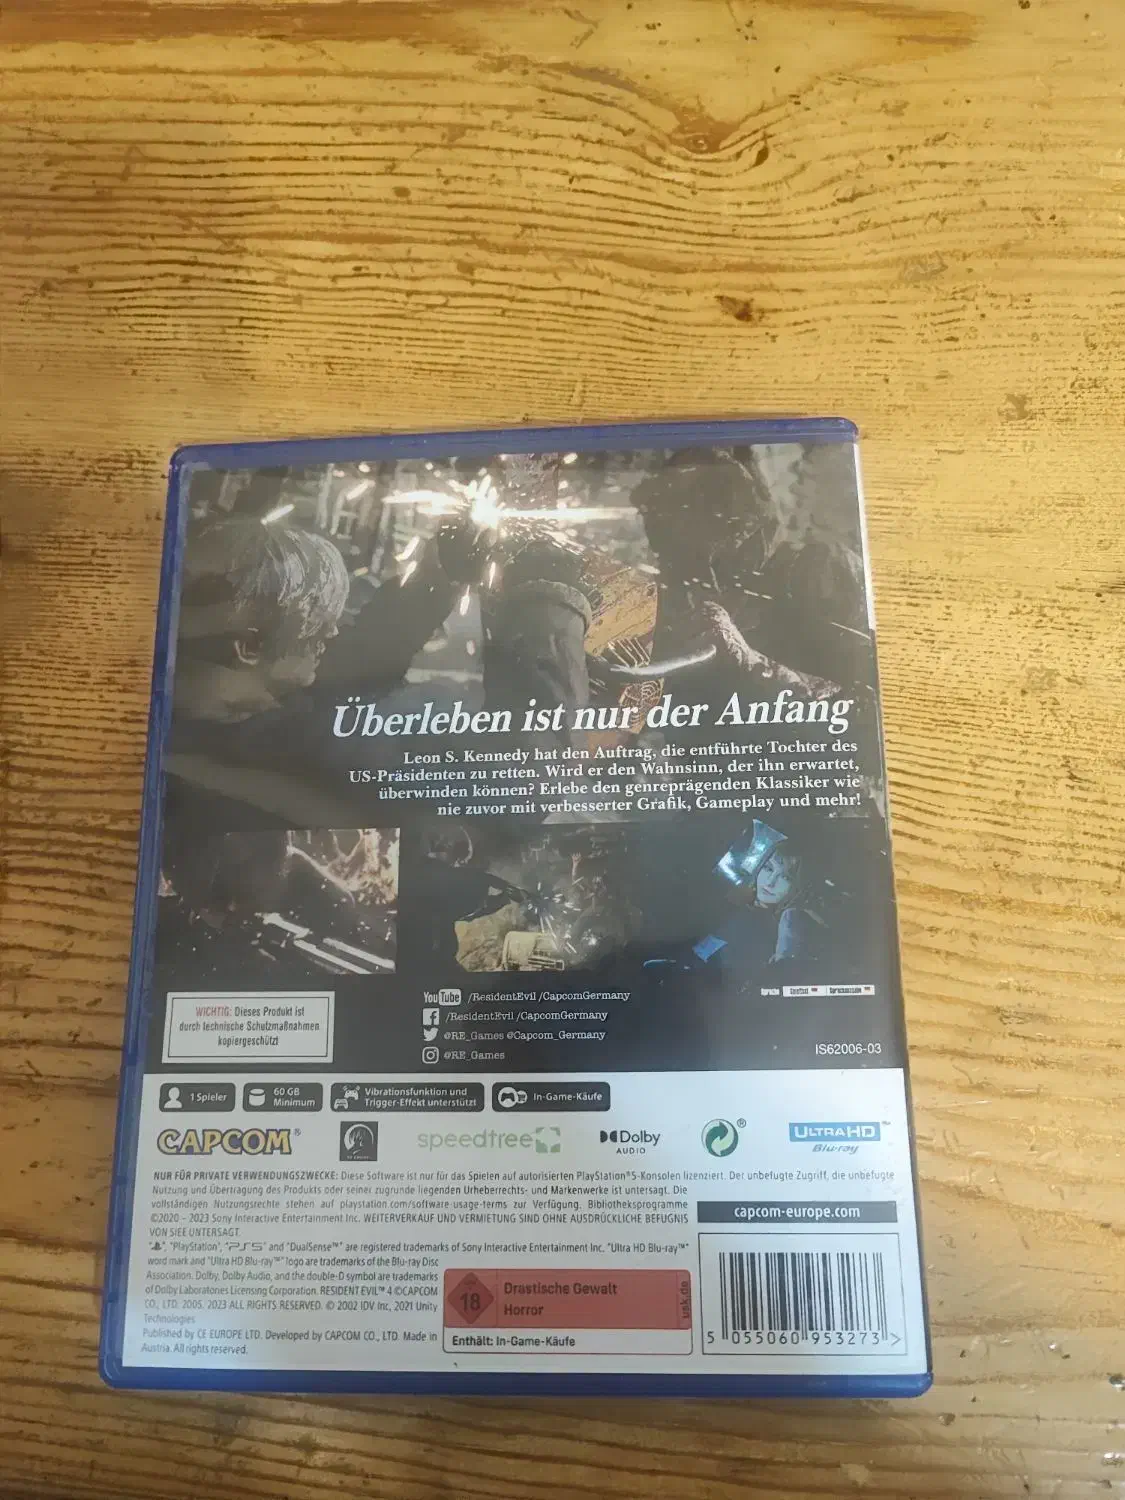 Überleben ist nur der Anfang
Leon S. Kennedy hat den Auftrag, die entführte Tochter des
US-Präsidenten zu retten. Wird er den Wahnsinn, der ihn erwartet,
überwinden können? Erlebe den genreprägenden Klassiker wie
nie zuvor mit verbesserter Grafik, Gameplay und mehr!
WICHTIG: Dieses Produkt ist
durch technische Schutzmaßnahmen
kopiergeschützt
YouTube /ResidentEvil /CapcomGermany
/ResidentEvil /CapcomGermany
@RE_Games @Capcom_Germany
@RE_Games
Sprache
IS62006-03
1 Spieler
60 GB
Minimum
Vibrationsfunktion und
Trigger-Effekt unterstützt
In-Game-Käufe
CAPCOM®
speedtree
Dolby
AUDIO
®
ULTRA HD™
Blu-ray
NUR FÜR PRIVATE VERWENDUNGSZWECKE: Diese Software ist nur für das Spielen auf autorisierten PlayStation®5-Konsolen lizenziert. Der unbefugte Zugriff, die unbefugte
Nutzung und Übertragung des Produkts oder seiner zugrunde liegenden Urheberrechts- und Markenwerke ist untersagt. Die
vollständigen Nutzungsrechte stehen auf playstation.com/software-usage-terms zur Verfügung. Bibliotheksprogramme
©2020 - 2023 Sony Interactive Entertainment Inc. WEITERVERKAUF UND VERMIETUNG SIND OHNE AUSDRÜCKLICHE BEFUGNIS
VON SIEE UNTERSAGT.
"PlayStation", "PS5" and "DualSense™" are registered trademarks of Sony Interactive Entertainment Inc. "Ultra HD Blu-ray™"
word mark and "Ultra HD Blu-ray™" logo are trademarks of the Blu-ray Disc
Association. Dolby, Dolby Audio, and the double-D symbol are trademarks
of Dolby Laboratories Licensing Corporation. RESIDENT EVIL™ 4 ©CAPCOM
CO., LTD. 2005, 2023 ALL RIGHTS RESERVED. © 2002 IDV Inc, 2021 Unity
Technologies
Published by CE EUROPE LTD. Developed by CAPCOM CO., LTD. Made in
Austria. All rights reserved.
capcom-europe.com
18
Drastische Gewalt
Horror
usk.de
Enthält: In-Game-Käufe
5 055060 953273 >